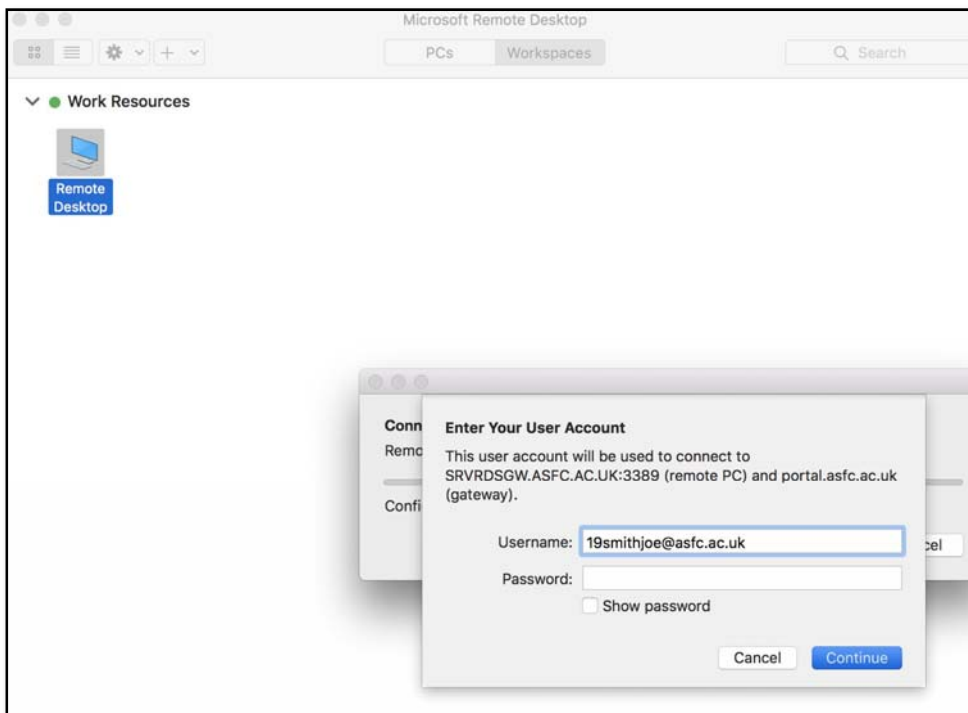 Microsoft Remote Desktop
PCs Workspaces Search
Work Resources
Remote
Desktop
Conn
Remo
Confi
cel
Enter Your User Account
This user account will be used to connect to
SRVRDSGW.ASFC.AC.UK:3389 (remote PC) and portal.asfc.ac.uk
(gateway).
Username: 19smithjoe@asfc.ac.uk
Password:
Show password
Cancel Continue